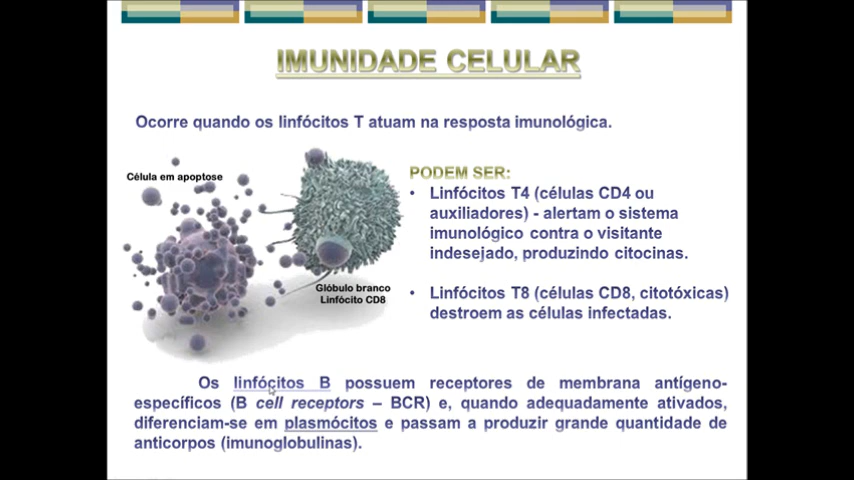 IMUNIDADE CELULAR
Ocorre quando os linfócitos T atuam na resposta imunológica.
Célula em apoptose
Glóbulo branco
Linfócito CD8
PODEM SER:
• Linfócitos T4 (células CD4 ou
auxiliadores) - alertam o sistema
imunológico contra o visitante
indesejado, produzindo citocinas.
• Linfócitos T8 (células CD8, citotóxicas)
destroem as células infectadas.
Os linfócitos B possuem receptores de membrana antígeno-
específicos (B cell receptors – BCR) e, quando adequadamente ativados,
diferenciam-se em plasmócitos e passam a produzir grande quantidade de
anticorpos (imunoglobulinas).